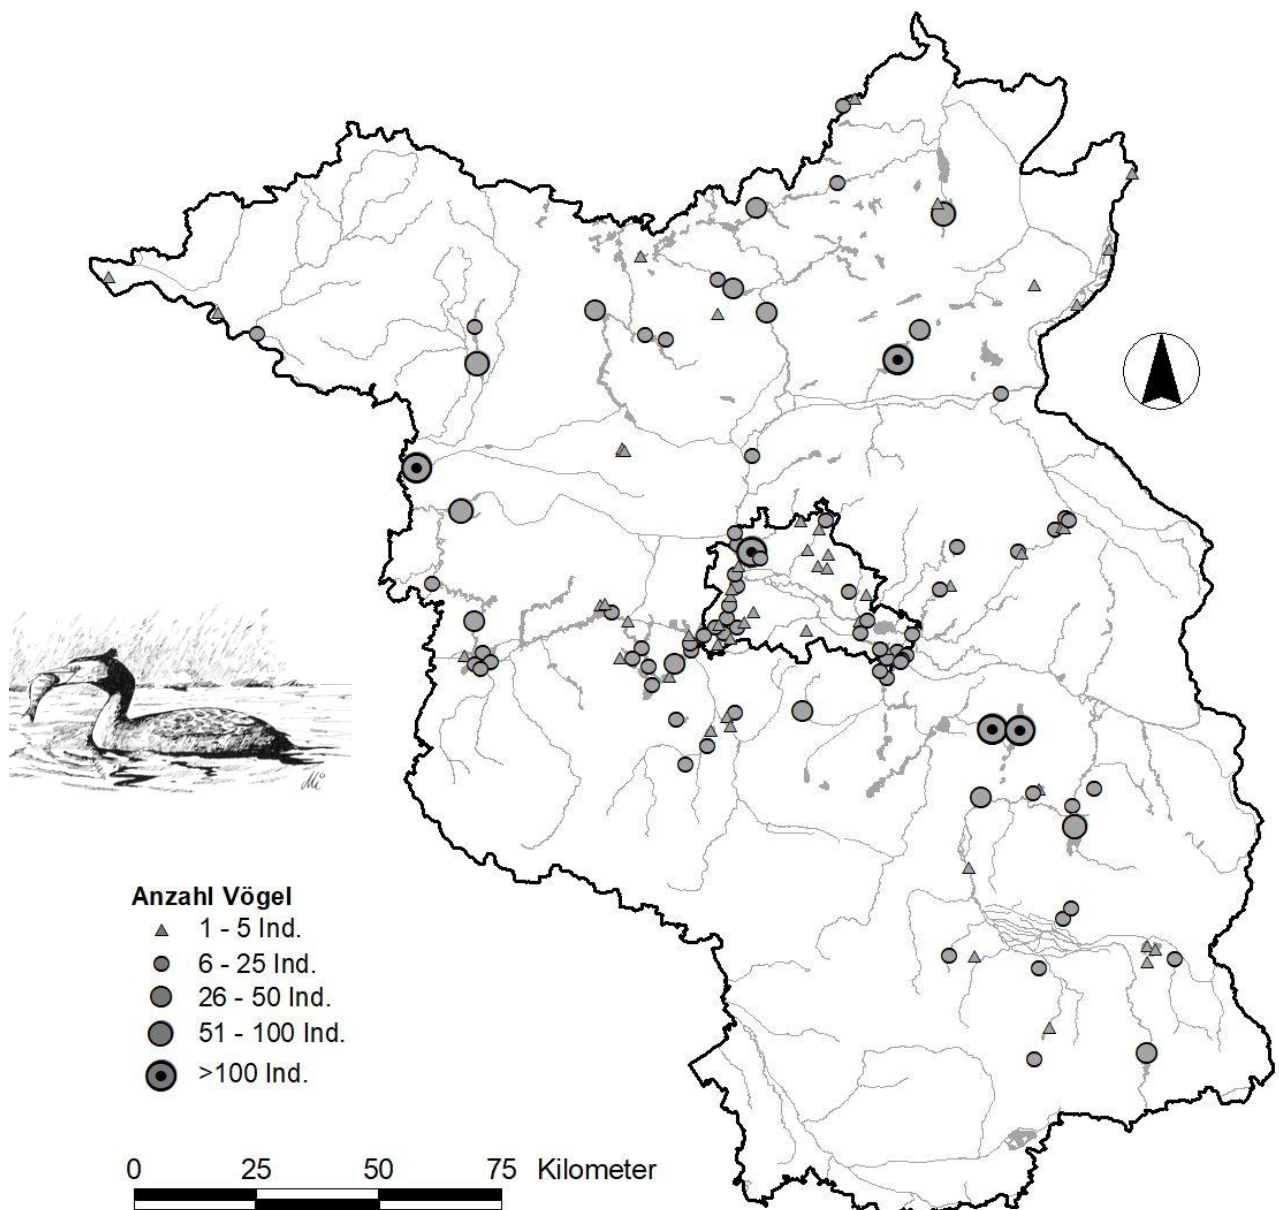 Anzahl Vögel
1 - 5 Ind.
6 - 25 Ind.
26 - 50 Ind.
51 - 100 Ind.
>100 Ind.
0 25 50 75 Kilometer